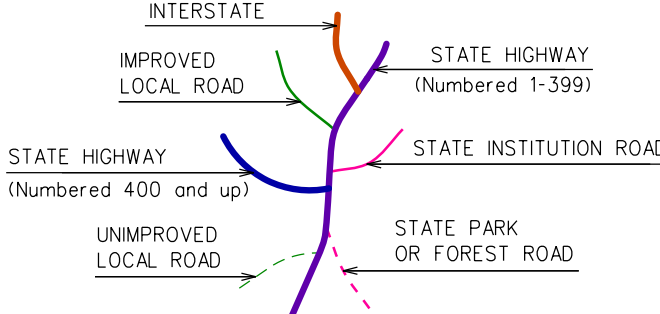 INTERSTATE
STATE HIGHWAY
(Numbered 1-399)
IMPROVED
LOCAL ROAD
STATE INSTITUTION ROAD
STATE HIGHWAY
(Numbered 400 and up)
UNIMPROVED
LOCAL ROAD
STATE PARK
OR FOREST ROAD